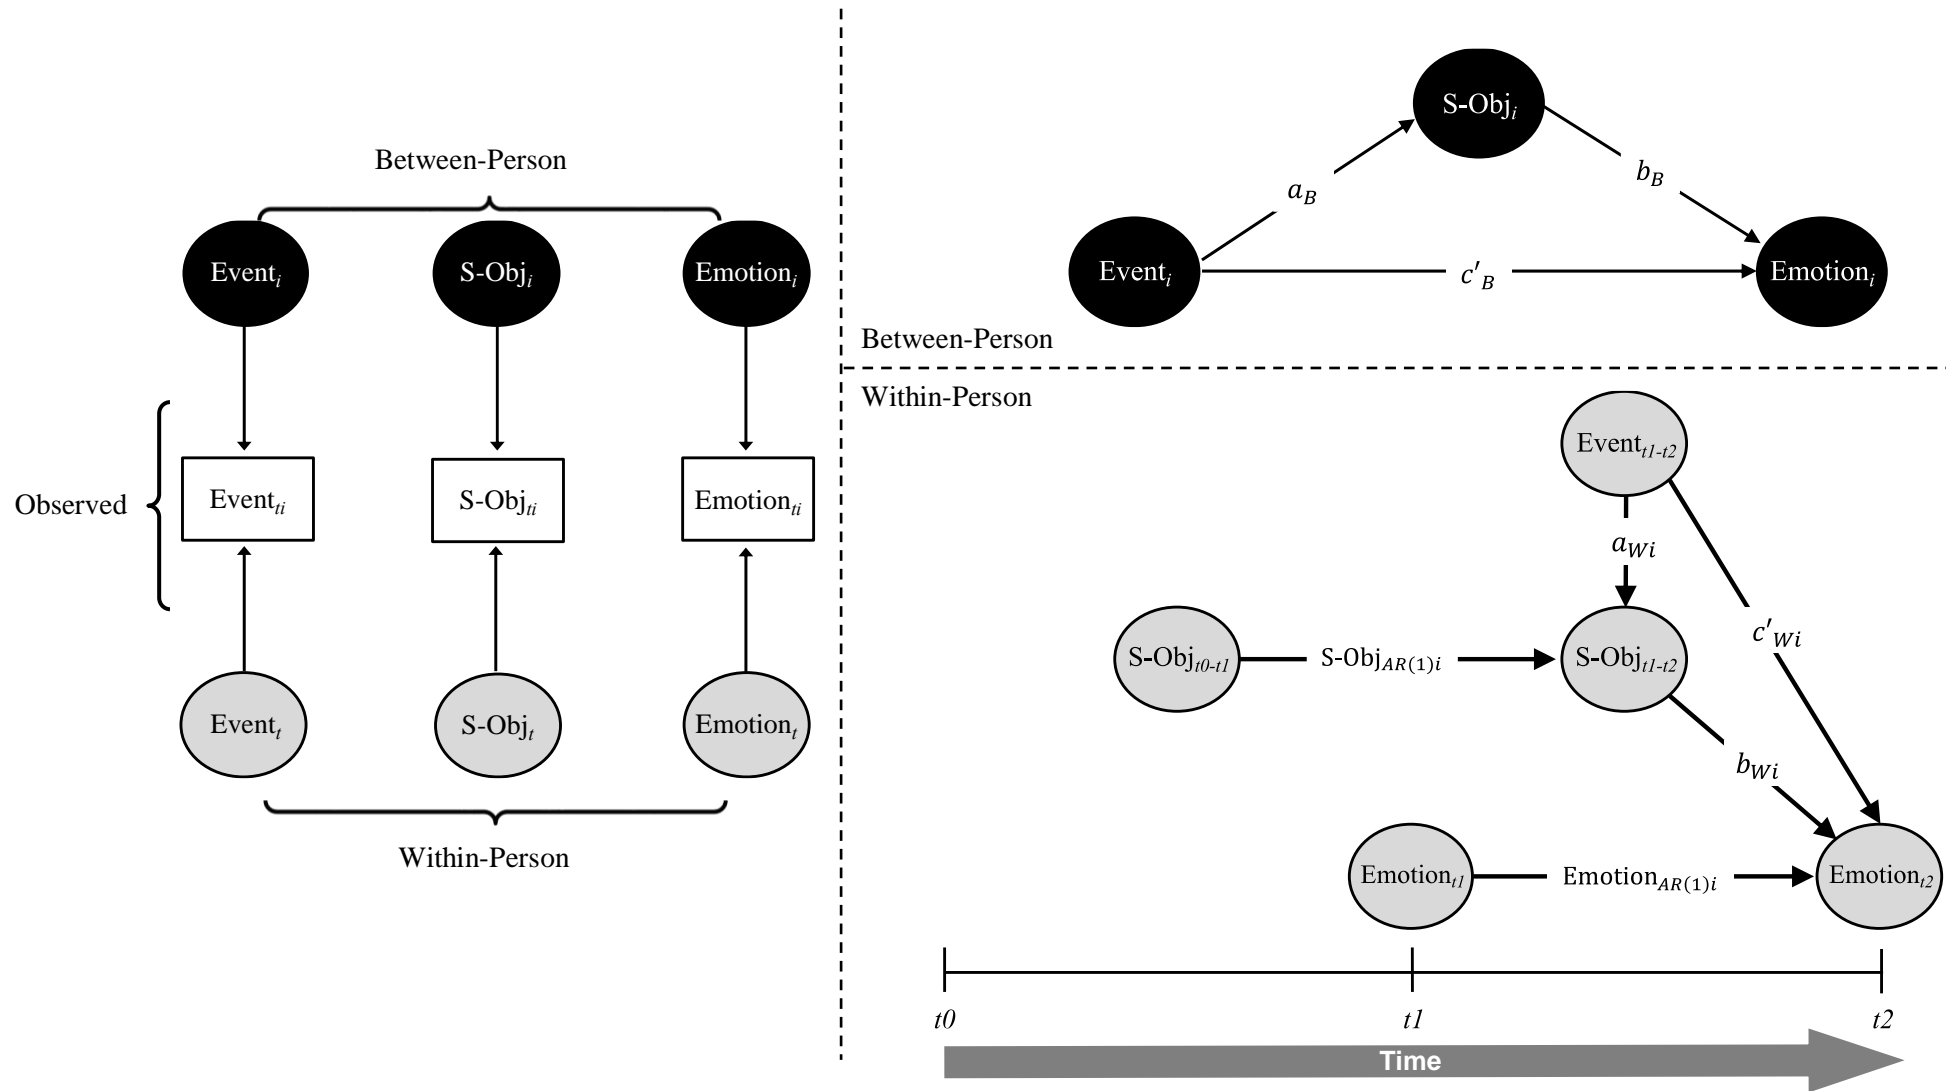 Between-Person
Event_i
S-Obj_i
Emotion_i
Observed
Event_ti
S-Obj_ti
Emotion_ti
Event_t
S-Obj_t
Emotion_t
Within-Person
S-Obj_i
a_B
b_B
Event_i
c'_B
Emotion_i
Between-Person
Within-Person
Event_t1-t2
a_Wi
c'_Wi
S-Obj_t0-t1
S-Obj_AR(1)i
S-Obj_t1-t2
b_Wi
Emotion_t1
Emotion_AR(1)i
Emotion_t2
t0
t1
t2
Time